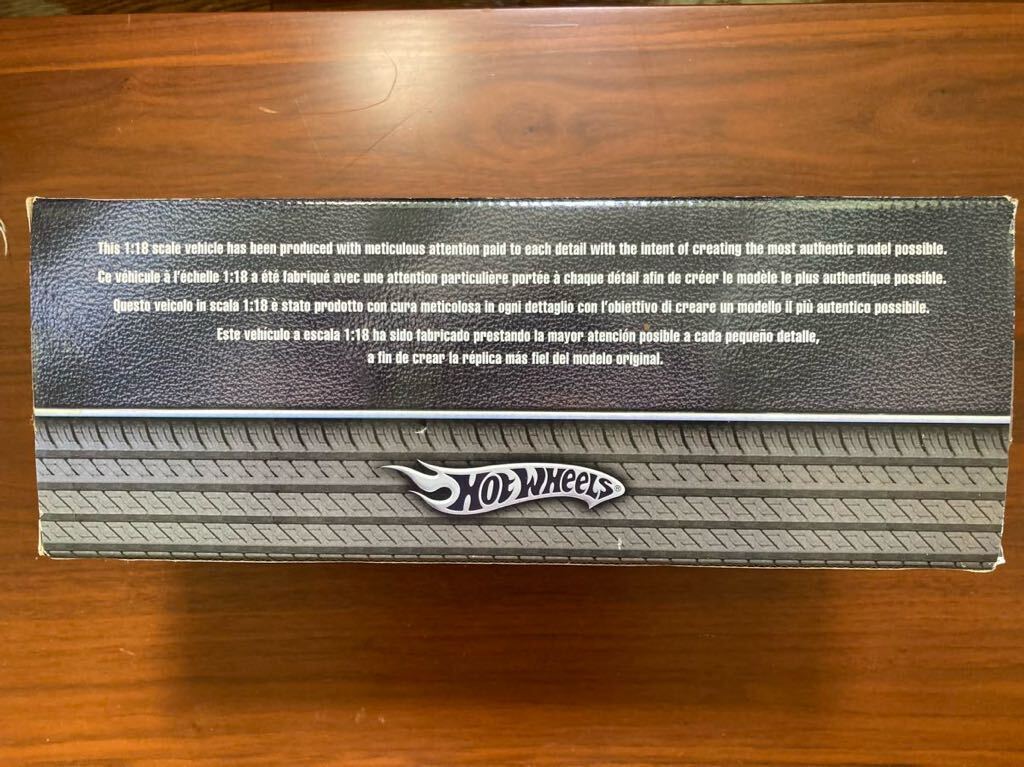 This 1:18 scale vehicle has been produced with meticulous attention paid to each detail with the intent of creating the most authentic model possible.
Ce véhicule à l'échelle 1:18 a été fabriqué avec une attention particulière portée à chaque détail afin de créer le modèle le plus authentique possible.
Questo veicolo in scala 1:18 è stato prodotto con cura meticolosa in ogni dettaglio con l'obiettivo di creare un modello il più autentico possibile.
Este vehículo a escala 1:18 ha sido fabricado prestando la mayor atención posible a cada pequeño detalle,
a fin de crear la réplica más fiel del modelo original.
HOT WHEELS®